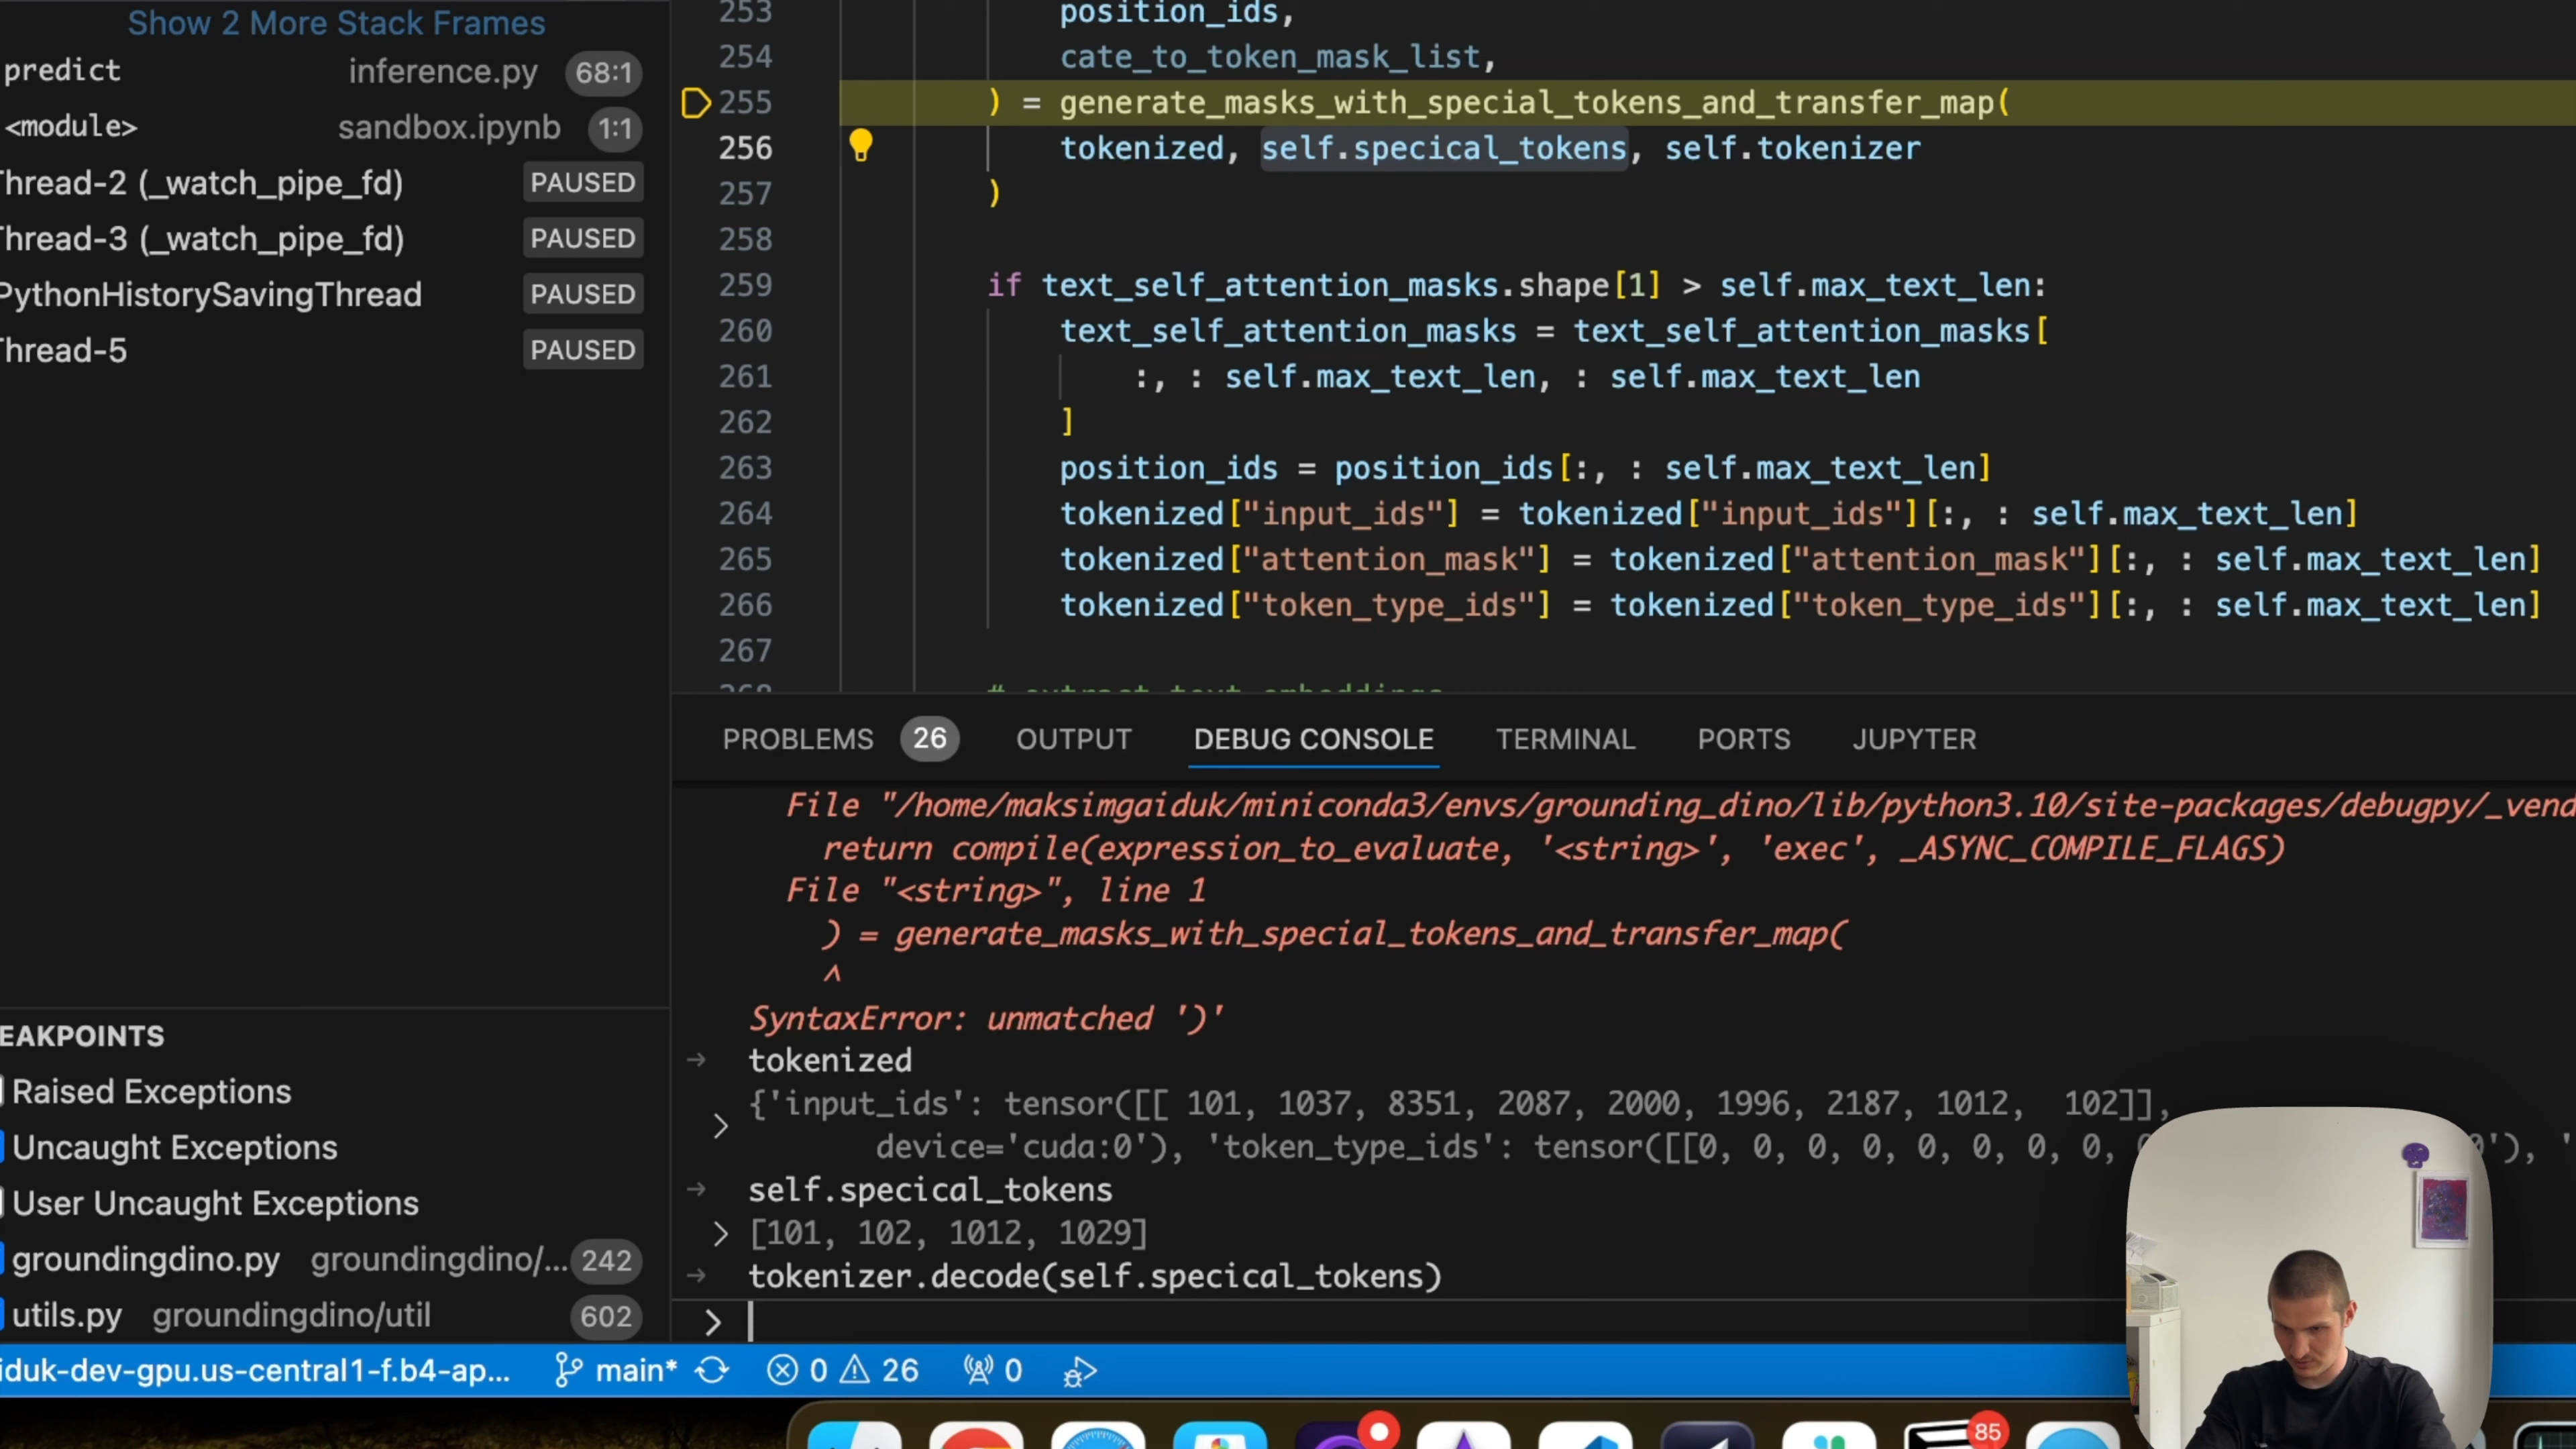 Show 2 More Stack Frames
predict inference.py 68:1
<module> sandbox.ipynb 1:1
Thread-2 (_watch_pipe_fd) PAUSED
Thread-3 (_watch_pipe_fd) PAUSED
PythonHistorySavingThread PAUSED
Thread-5 PAUSED
253 position_ids,
254 cate_to_token_mask_list,
255 ) = generate_masks_with_special_tokens_and_transfer_map(
256 tokenized, self.specical_tokens, self.tokenizer
257 )
258
259 if text_self_attention_masks.shape[1] > self.max_text_len:
260 text_self_attention_masks = text_self_attention_masks[
261 :, : self.max_text_len, : self.max_text_len
262 ]
263 position_ids = position_ids[:, : self.max_text_len]
264 tokenized["input_ids"] = tokenized["input_ids"][:, : self.max_text_len]
265 tokenized["attention_mask"] = tokenized["attention_mask"][:, : self.max_text_len]
266 tokenized["token_type_ids"] = tokenized["token_type_ids"][:, : self.max_text_len]
267
268 # extract text embeddings
PROBLEMS 26 OUTPUT DEBUG CONSOLE TERMINAL PORTS JUPYTER
File "/home/maksimgaiduk/miniconda3/envs/grounding_dino/lib/python3.10/site-packages/debugpy/_vend
return compile(expression_to_evaluate, '<string>', 'exec', _ASYNC_COMPILE_FLAGS)
File "<string>", line 1
) = generate_masks_with_special_tokens_and_transfer_map(
^
SyntaxError: unmatched ')'
tokenized
{'input_ids': tensor([[ 101, 1037, 8351, 2087, 2000, 1996, 2187, 1012, 102]],
device='cuda:0'), 'token_type_ids': tensor([[0, 0, 0, 0, 0, 0, 0, 0,
self.specical_tokens
[101, 102, 1012, 1029]
tokenizer.decode(self.specical_tokens)
EAKPOINTS
Raised Exceptions
Uncaught Exceptions
User Uncaught Exceptions
groundingdino.py groundingdino/... 242
utils.py groundingdino/util 602
iduk-dev-gpu.us-central1-f.b4-ap... main* 0 26 0
85